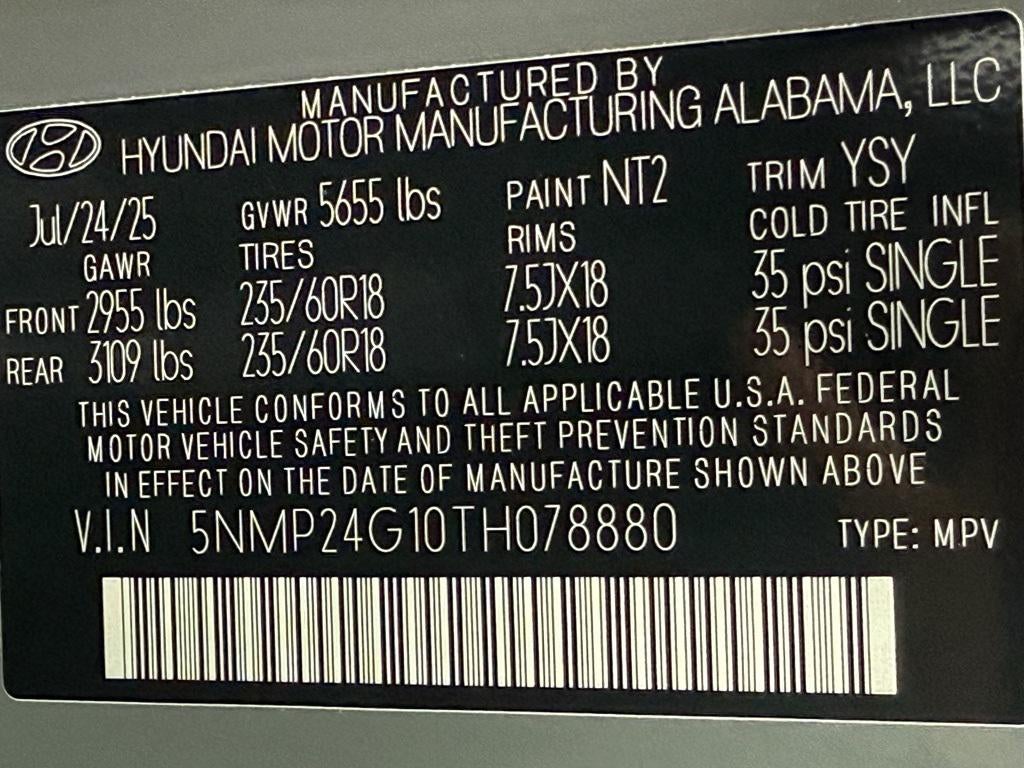 MANUFACTURED BY
HYUNDAI MOTOR MANUFACTURING ALABAMA, LLC
Jul/24/25 GVWR 5655 lbs PAINT NT2 TRIM YSY
GAWR TIRES RIMS COLD TIRE INFL
FRONT 2955 lbs 235/60R18 7.5JX18 35 psi SINGLE
REAR 3109 lbs 235/60R18 7.5JX18 35 psi SINGLE
THIS VEHICLE CONFORMS TO ALL APPLICABLE U.S.A. FEDERAL
MOTOR VEHICLE SAFETY AND THEFT PREVENTION STANDARDS
IN EFFECT ON THE DATE OF MANUFACTURE SHOWN ABOVE
V.I.N 5NMP24G10TH078880 TYPE: MPV